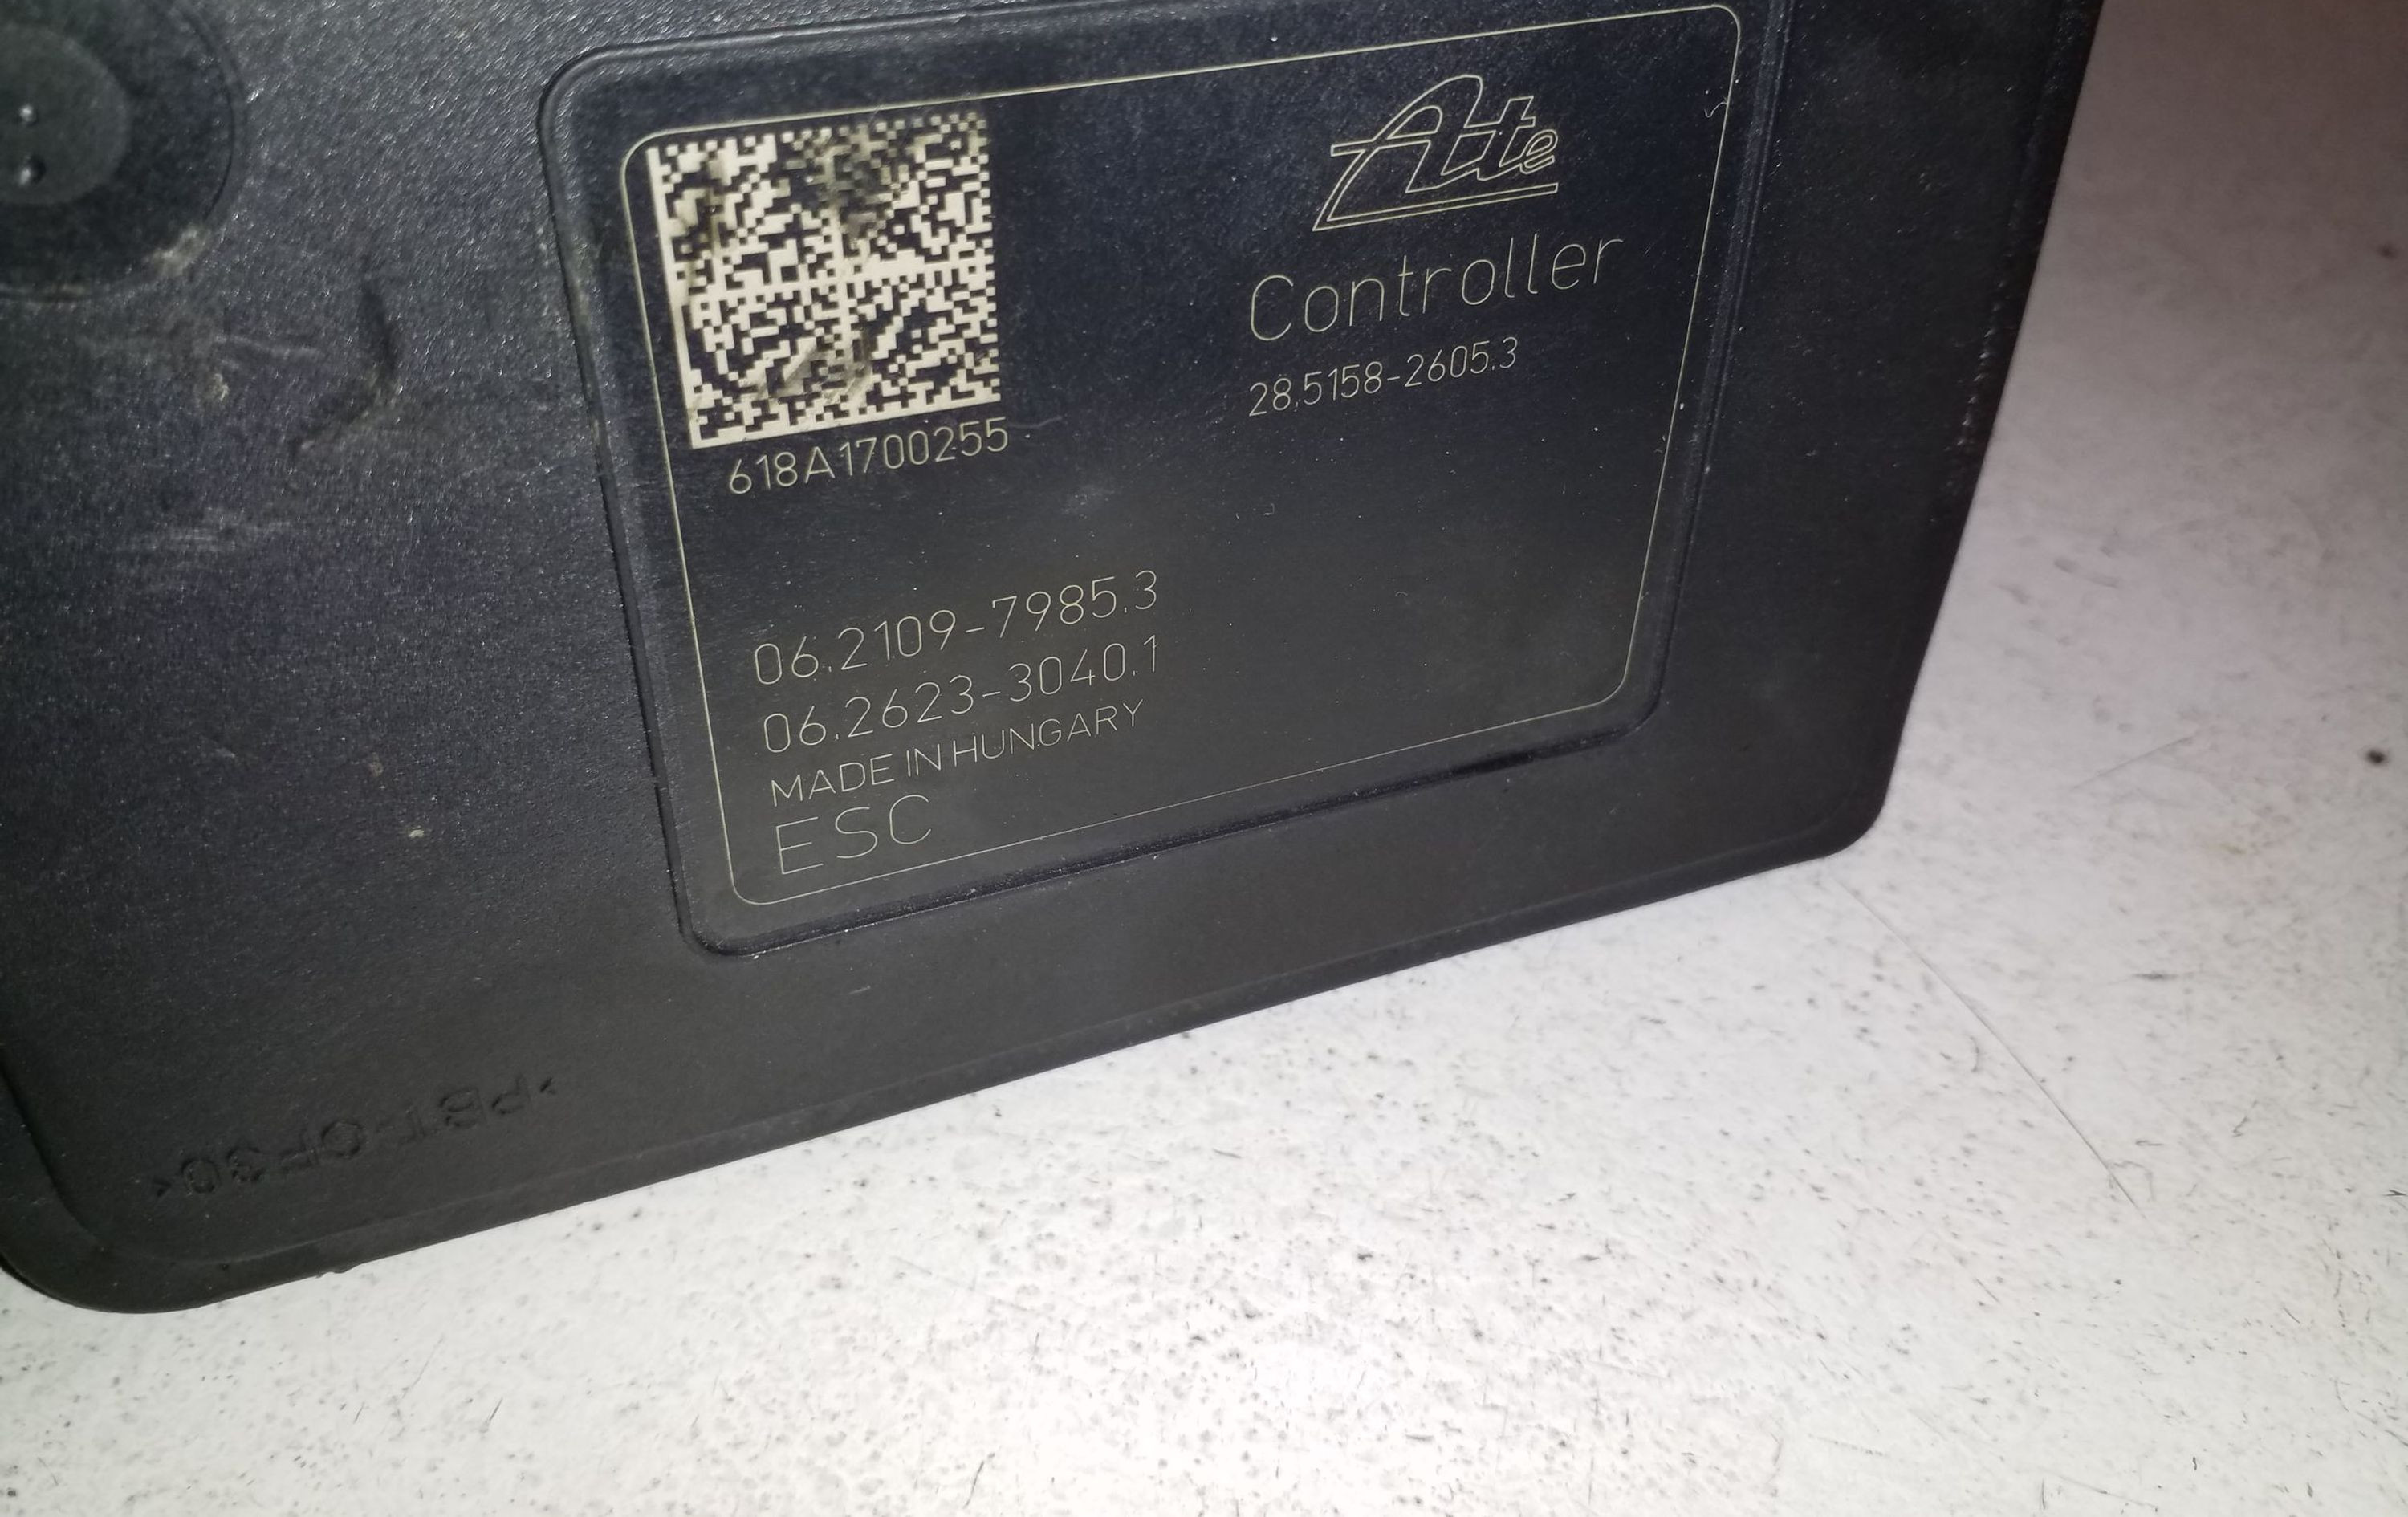 Ate
Controller
28.5158-2605.3
618A1700255
06.2109-7985.3
06.2623-3040.1
MADE IN HUNGARY
ESC
>PBT-GF30<